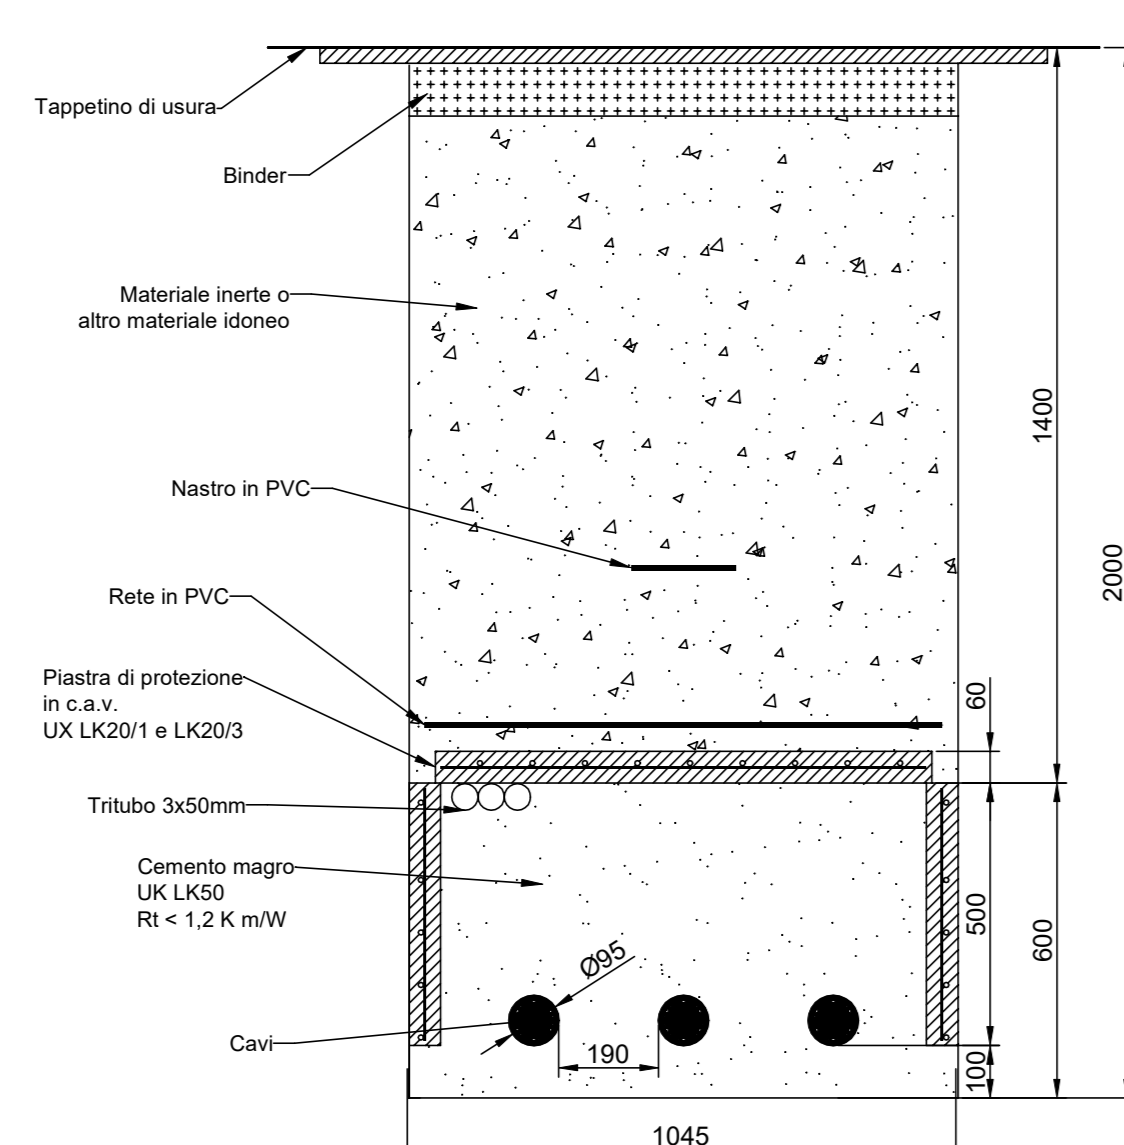 Tappetino di usura
Binder
Materiale inerte o
altro materiale idoneo
1400
Nastro in PVC
2000
Rete in PVC
Piastra di protezione
in c.a.v.
UX LK20/1 e LK20/3
60
Tritubo 3x50mm
Cemento magro
UK LK50
Rt < 1,2 K m/W
500
600
Ø95
Cavi
190
100
1045